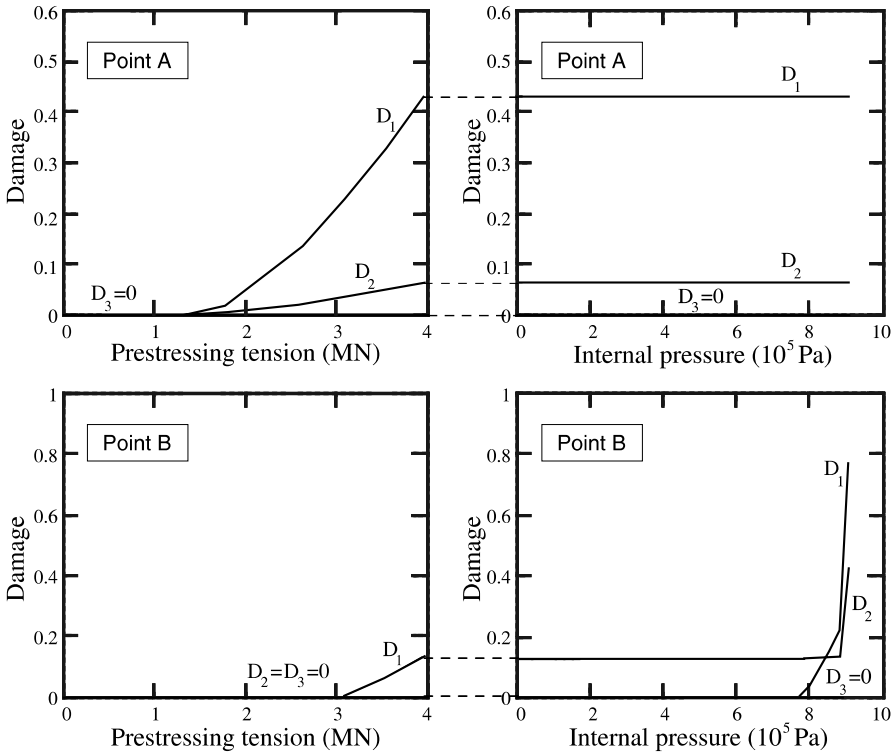 0.6
Point A
0.5
0.4
D1
0.3
0.2
D2
0.1
D3=0
0
0 1 2 3 4
Prestressing tension (MN)
Damage
0.6
Point A
0.5
D1
0.4
0.3
0.2
D2
0.1
D3=0
0
0 2 4 6 8 10
Internal pressure (10^5 Pa)
Damage
1
Point B
0.8
0.6
0.4
0.2
D1
D2=D3=0
0
0 1 2 3 4
Prestressing tension (MN)
Damage
1
Point B
D1
0.8
0.6
0.4
D2
0.2
D3=0
0
0 2 4 6 8 10
Internal pressure (10^5 Pa)
Damage